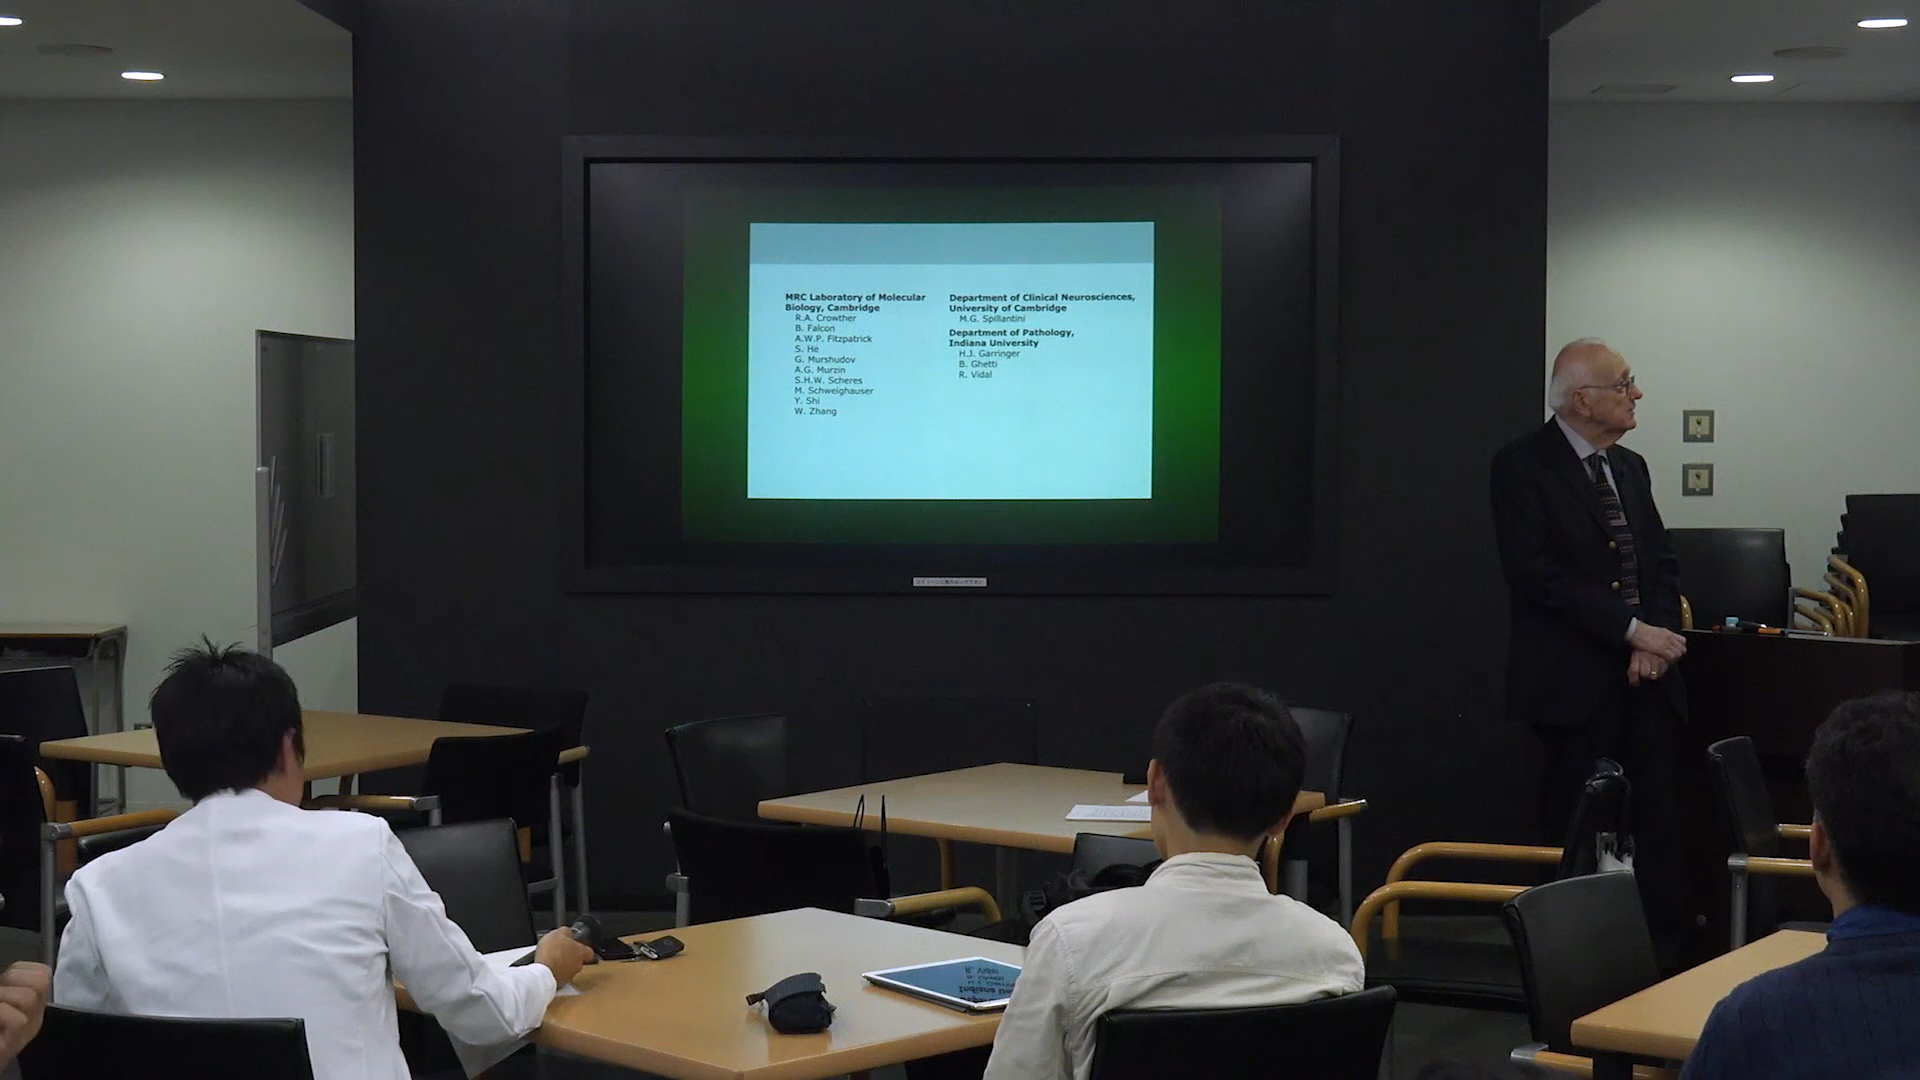 MRC Laboratory of Molecular
Biology, Cambridge
R.A. Crowther
B. Falcon
A.W.P. Fitzpatrick
S. He
G. Murshudov
A.G. Murzin
S.H.W. Scheres
M. Schweighauser
Y. Shi
W. Zhang
Department of Clinical Neurosciences,
University of Cambridge
M.G. Spillantini
Department of Pathology,
Indiana University
H.J. Garringer
B. Ghetti
R. Vidal